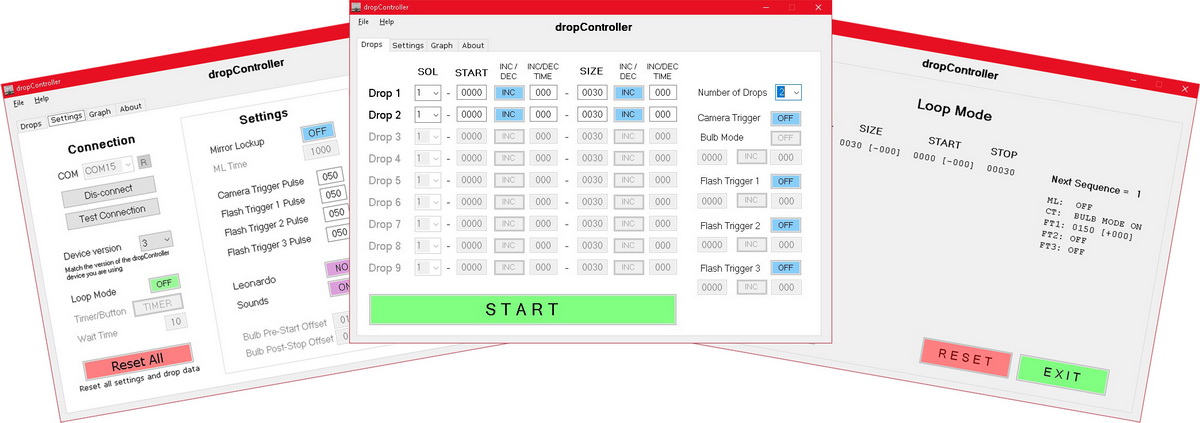 dropController
File Help
dropController
Drops Settings Graph About
Connection
COM COM15 R
Dis-connect
Test Connection
Device version 3
Match the version of the dropController
device you are using
Loop Mode OFF
Timer/Button TIMER
Wait Time 10
Reset All
Reset all settings and drop data
Settings
Mirror Lockup OFF
ML Time 1000
Camera Trigger Pulse 050
Flash Trigger 1 Pulse 050
Flash Trigger 2 Pulse 050
Flash Trigger 3 Pulse 050
Leonardo NO
Sounds ON
Bulb Pre-Start Offset
Bulb Post-Stop Offset
dropController
File Help
dropController
Drops Settings Graph About
SOL START INC / DEC INC/DEC TIME SIZE INC / DEC INC/DEC TIME
Drop 1 1 - 0000 INC 000 - 0030 INC 000
Drop 2 1 - 0000 INC 000 - 0030 INC 000
Drop 3 1 - 0000 INC 000 - 0030 INC 000
Drop 4 1 - 0000 INC 000 - 0030 INC 000
Drop 5 1 - 0000 INC 000 - 0030 INC 000
Drop 6 1 - 0000 INC 000 - 0030 INC 000
Drop 7 1 - 0000 INC 000 - 0030 INC 000
Drop 8 1 - 0000 INC 000 - 0030 INC 000
Drop 9 1 - 0000 INC 000 - 0030 INC 000
START
Number of Drops 2
Camera Trigger OFF
Bulb Mode OFF
0000 INC 000
Flash Trigger 1 OFF
0000 INC 000
Flash Trigger 2 OFF
0000 INC 000
Flash Trigger 3 OFF
0000 INC 000
dropController
Loop Mode
SIZE START STOP
0030 [-000] 0000 [-000] 00030
Next Sequence = 1
ML: OFF
CT: BULB MODE ON
FT1: 0150 [+000]
FT2: OFF
FT3: OFF
RESET
EXIT